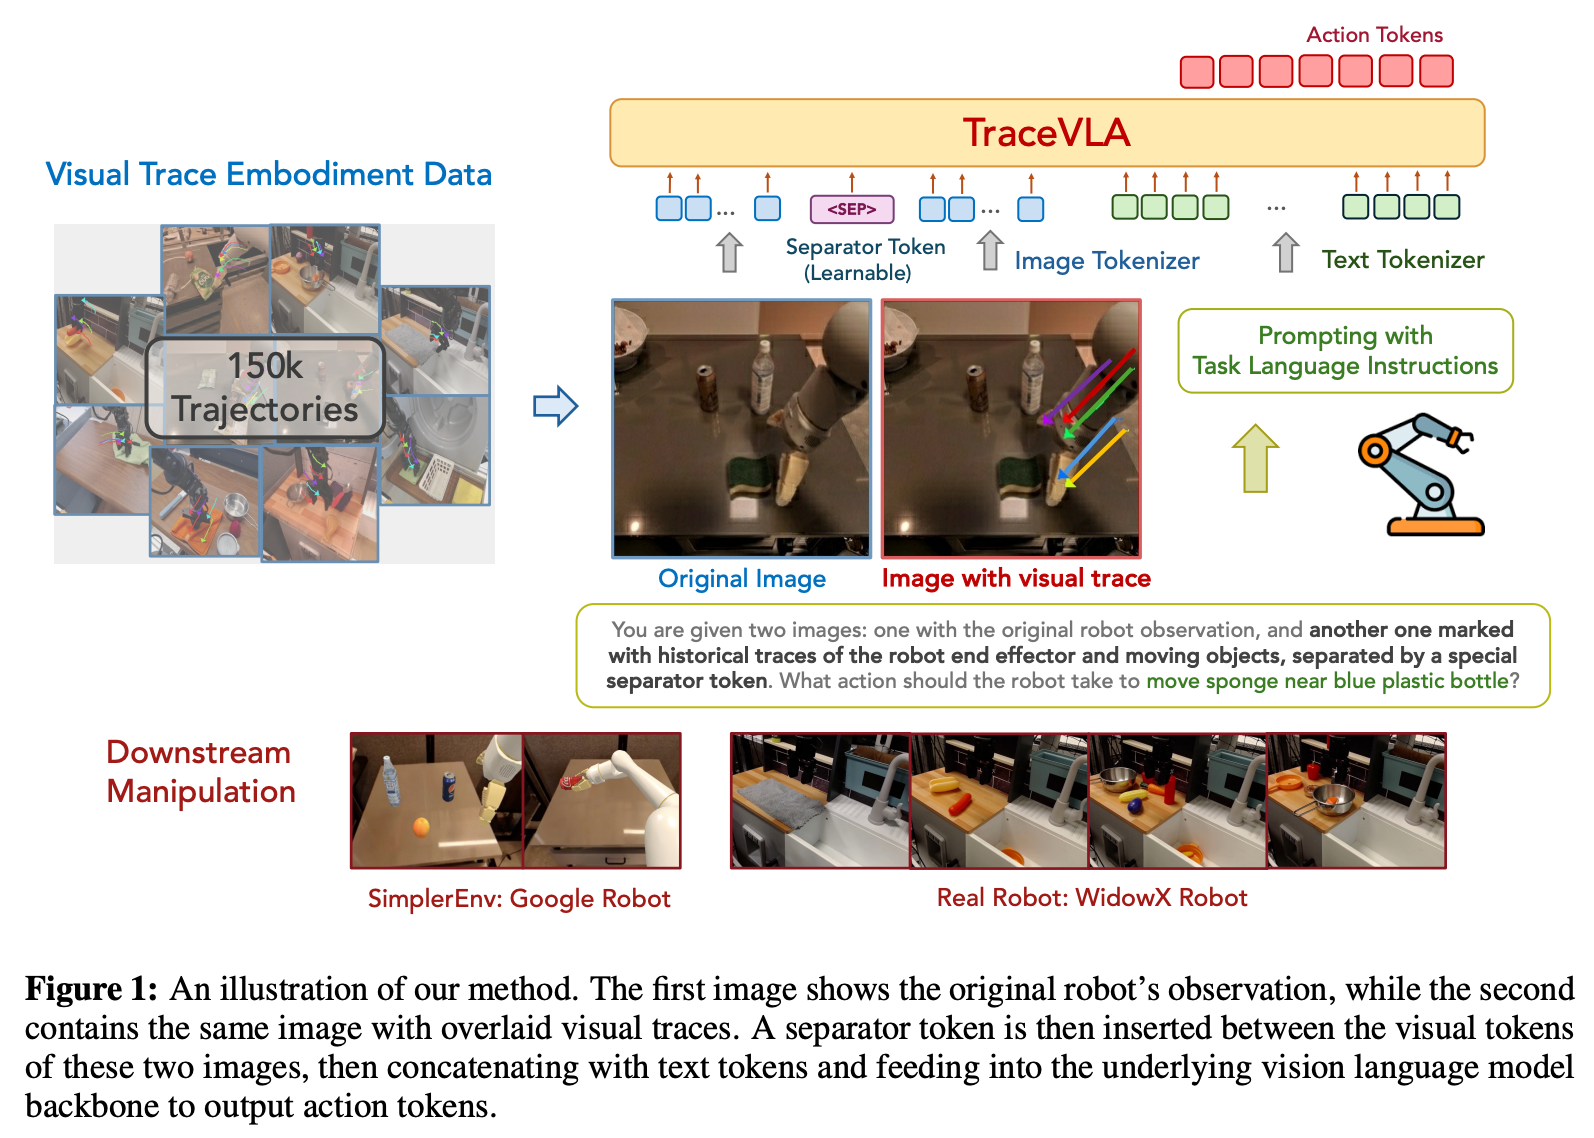 Action Tokens
TraceVLA
Visual Trace Embodiment Data
...
<SEP>
...
...
Separator Token
(Learnable)
Image Tokenizer
Text Tokenizer
150k
Trajectories
Prompting with
Task Language Instructions
Original Image
Image with visual trace
You are given two images: one with the original robot observation, and another one marked
with historical traces of the robot end effector and moving objects, separated by a special
separator token. What action should the robot take to move sponge near blue plastic bottle?
Downstream
Manipulation
SimplerEnv: Google Robot
Real Robot: WidowX Robot
Figure 1: An illustration of our method. The first image shows the original robot’s observation, while the second
contains the same image with overlaid visual traces. A separator token is then inserted between the visual tokens
of these two images, then concatenating with text tokens and feeding into the underlying vision language model
backbone to output action tokens.